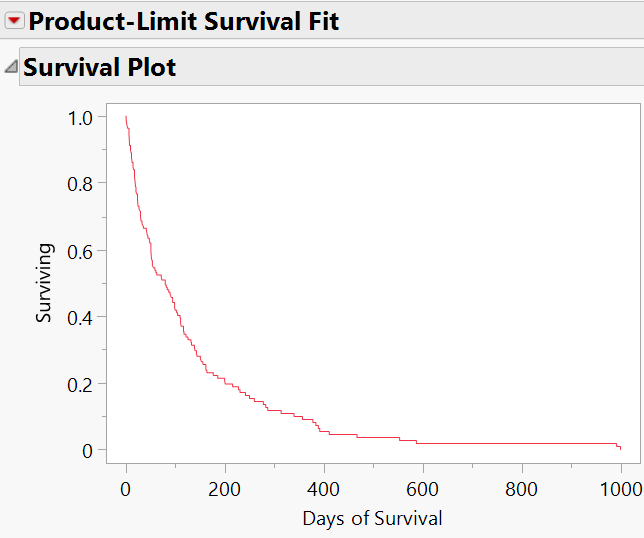 Product-Limit Survival Fit
Survival Plot
1.0
0.8
0.6
0.4
0.2
0
Surviving
0 200 400 600 800 1000
Days of Survival